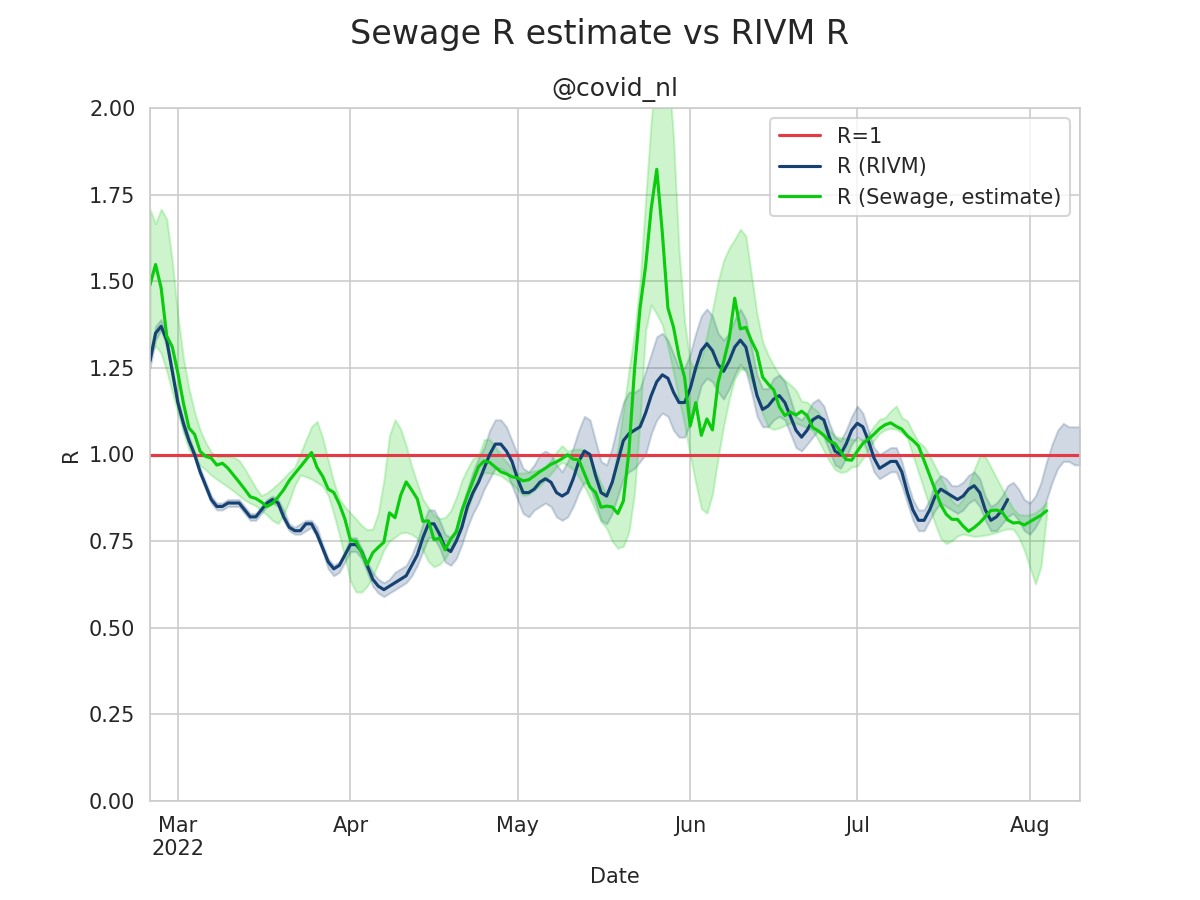 Sewage R estimate vs RIVM R
@covid_nl
R=1
R (RIVM)
R (Sewage, estimate)
2.00
1.75
1.50
1.25
1.00
0.75
0.50
0.25
0.00
R
Mar Apr May Jun Jul Aug
2022
Date